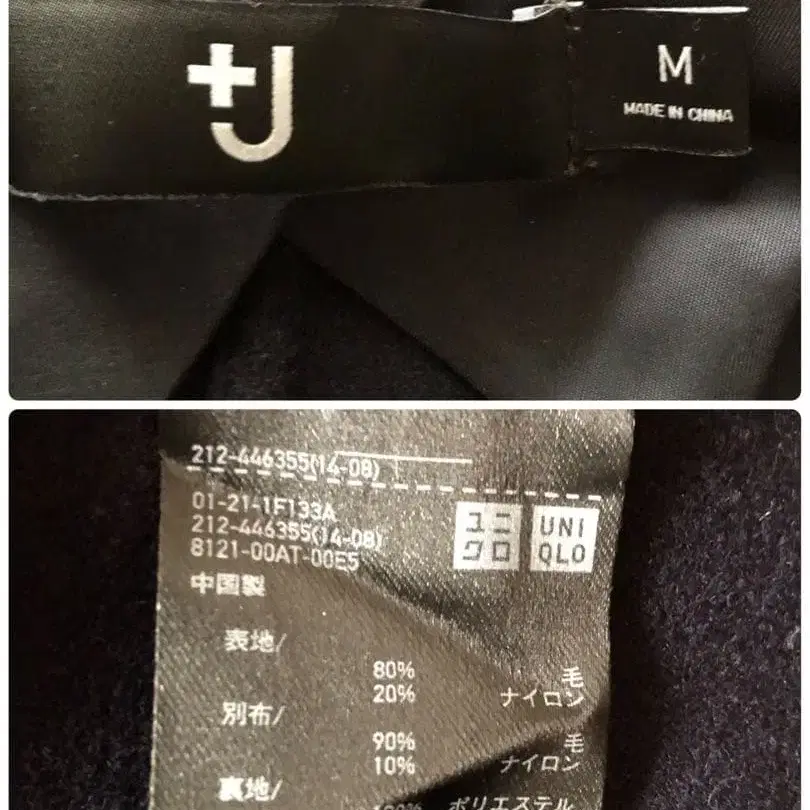 +J
M
MADE IN CHINA
212-446355(14-08)
01-21-1F133A
212-446355(14-08)
8121-00AT-00E5
ユニクロ
UNIQLO
中国製
表地/
80% 毛
20% ナイロン
別布/
90% 毛
10% ナイロン
裏地/
100% ポリエステル